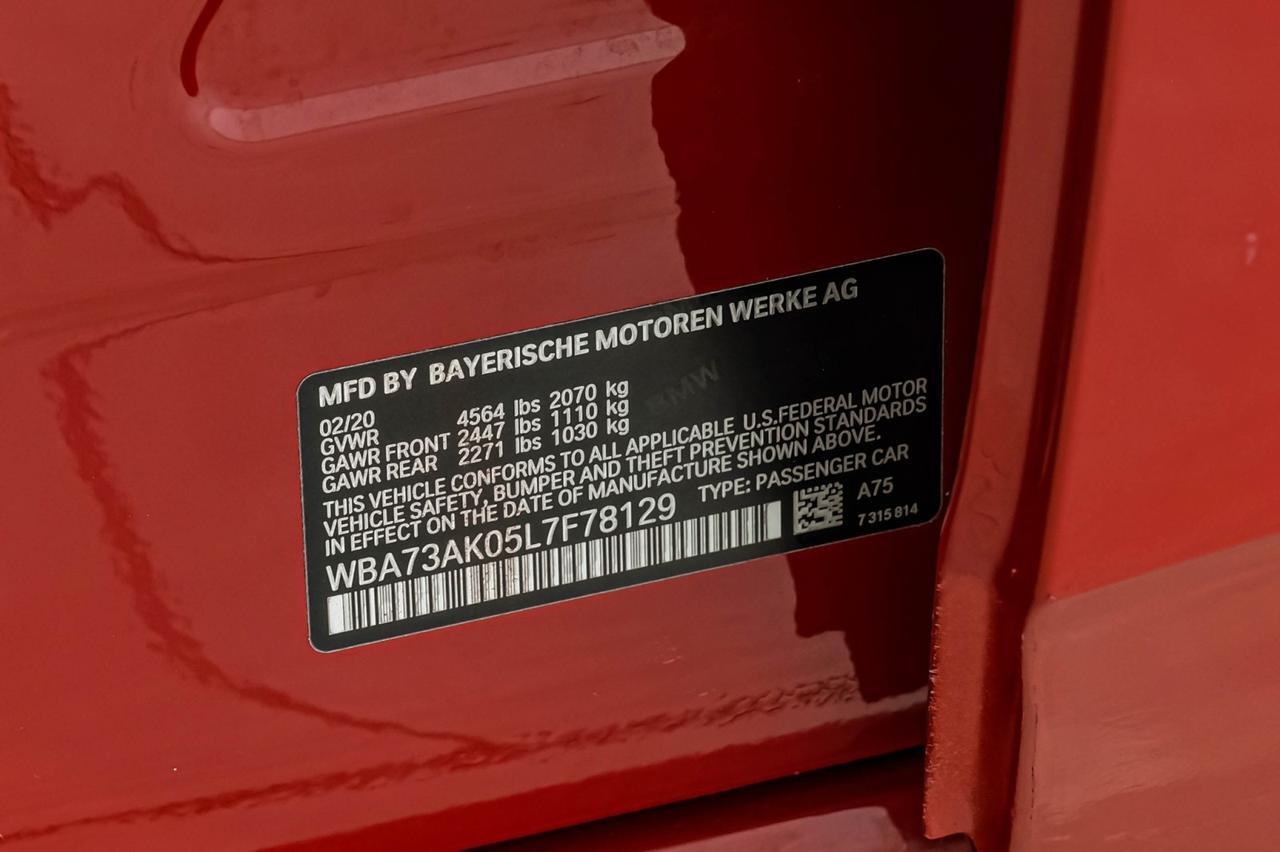 MFD BY BAYERISCHE MOTOREN WERKE AG
02/20
GVWR 4564 lbs 2070 kg
GAWR FRONT 2447 lbs 1110 kg
GAWR REAR 2271 lbs 1030 kg
BMW
THIS VEHICLE CONFORMS TO ALL APPLICABLE U.S.FEDERAL MOTOR
VEHICLE SAFETY, BUMPER AND THEFT PREVENTION STANDARDS
IN EFFECT ON THE DATE OF MANUFACTURE SHOWN ABOVE.
WBA73AK05L7F78129 TYPE: PASSENGER CAR
A75
7 315 814